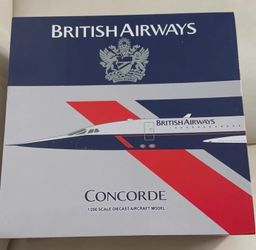 BRITISH AIRWAYS
BRITISH AIRWAYS
CONCORDE
1:200 SCALE DIECAST AIRCRAFT MODEL